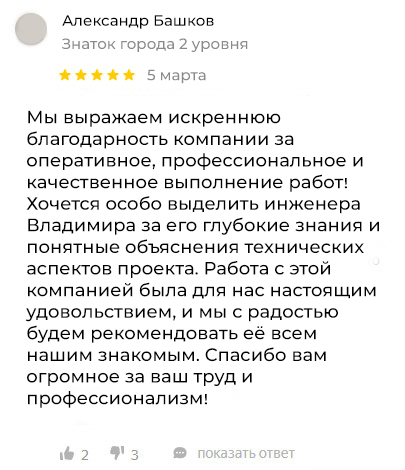 Александр Башков
Знаток города 2 уровня
5 марта
Мы выражаем искреннюю
благодарность компании за
оперативное, профессиональное и
качественное выполнение работ!
Хочется особо выделить инженера
Владимира за его глубокие знания и
понятные объяснения технических
аспектов проекта. Работа с этой
компанией была для нас настоящим
удовольствием, и мы с радостью
будем рекомендовать её всем
нашим знакомым. Спасибо вам
огромное за ваш труд и
профессионализм!
2 3 показать ответ